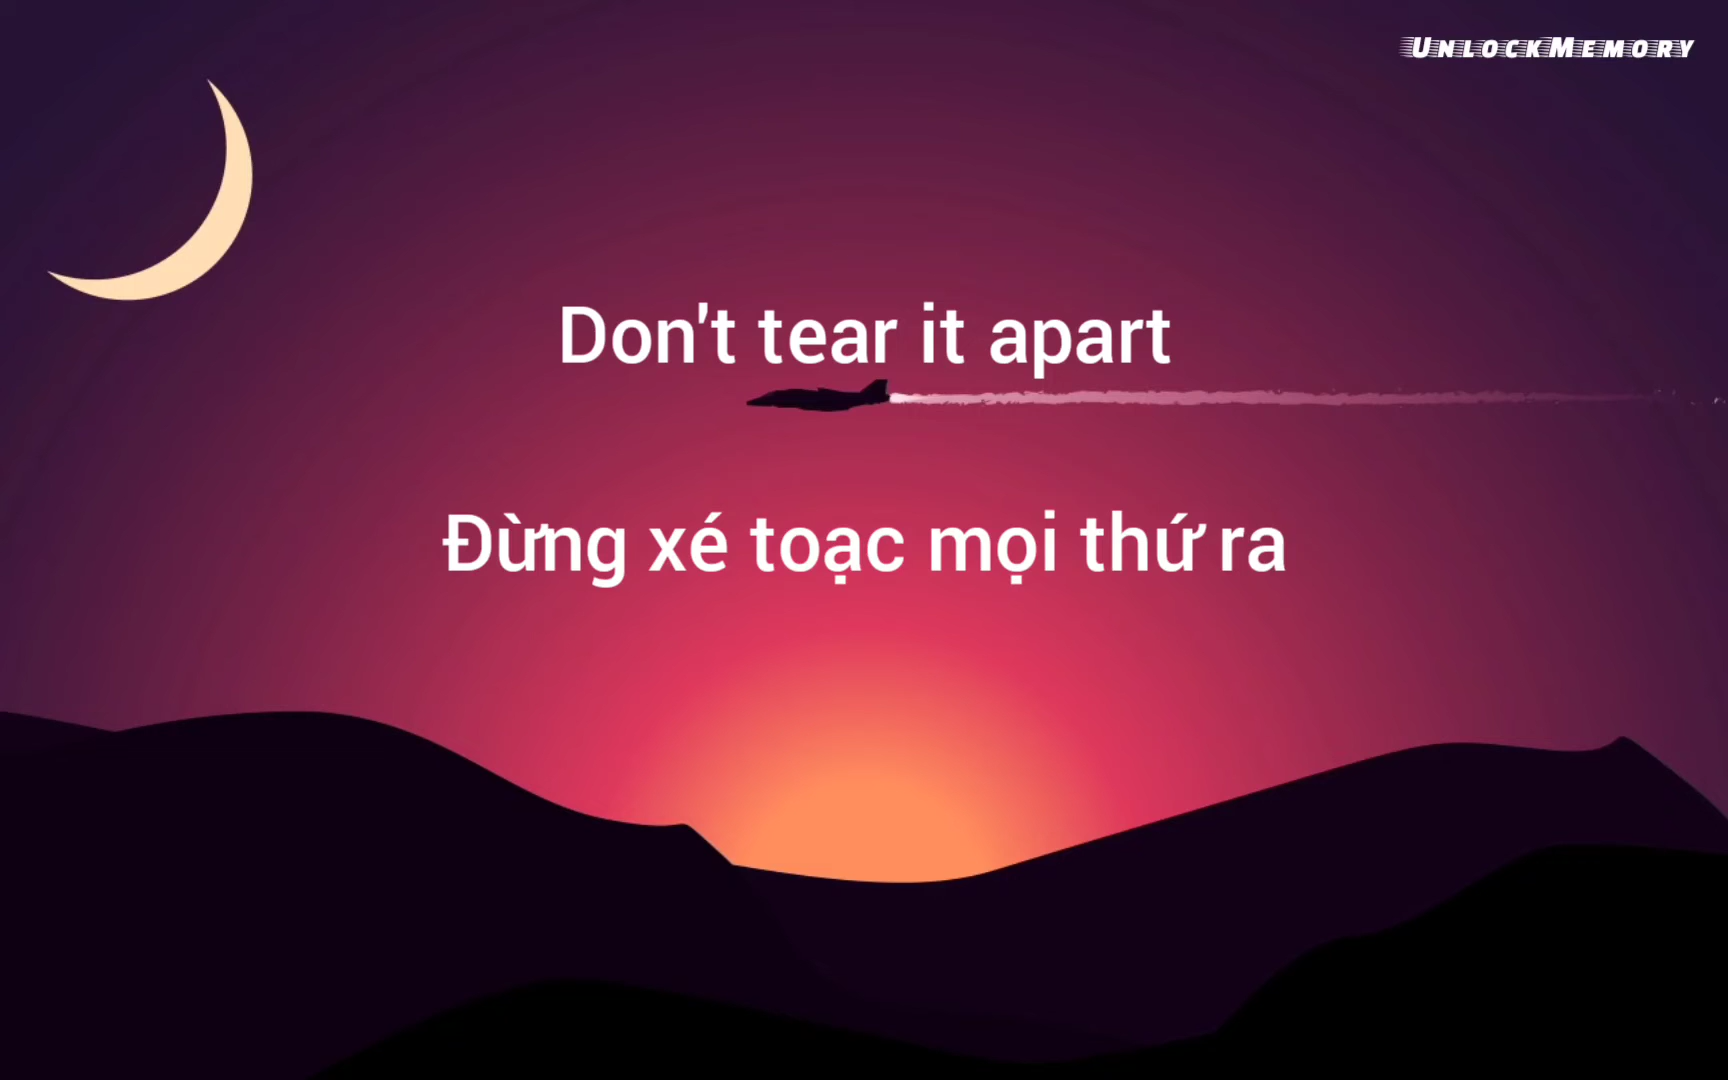 UNLOCKMEMORY
Don't tear it apart
Đừng xé toạc mọi thứ ra